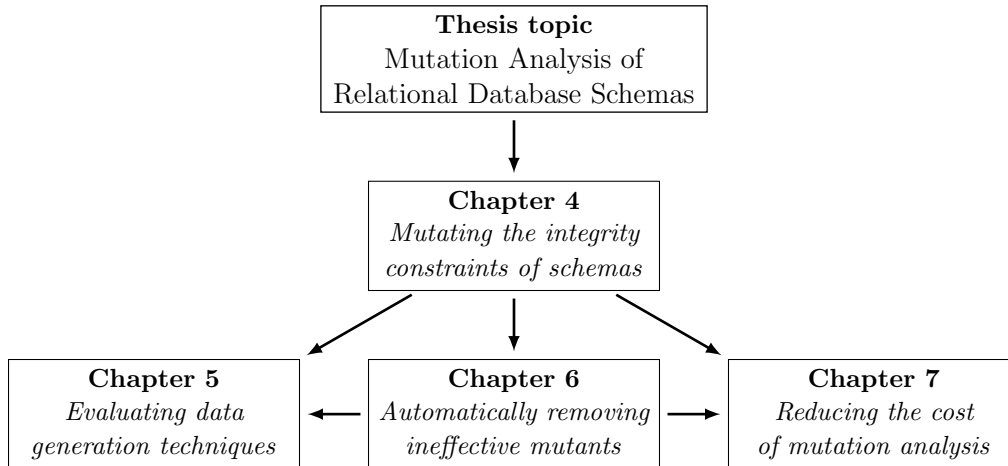 Thesis topic
Mutation Analysis of
Relational Database Schemas
Chapter 4
Mutating the integrity
constraints of schemas
Chapter 5
Evaluating data
generation techniques
Chapter 6
Automatically removing
ineffective mutants
Chapter 7
Reducing the cost
of mutation analysis